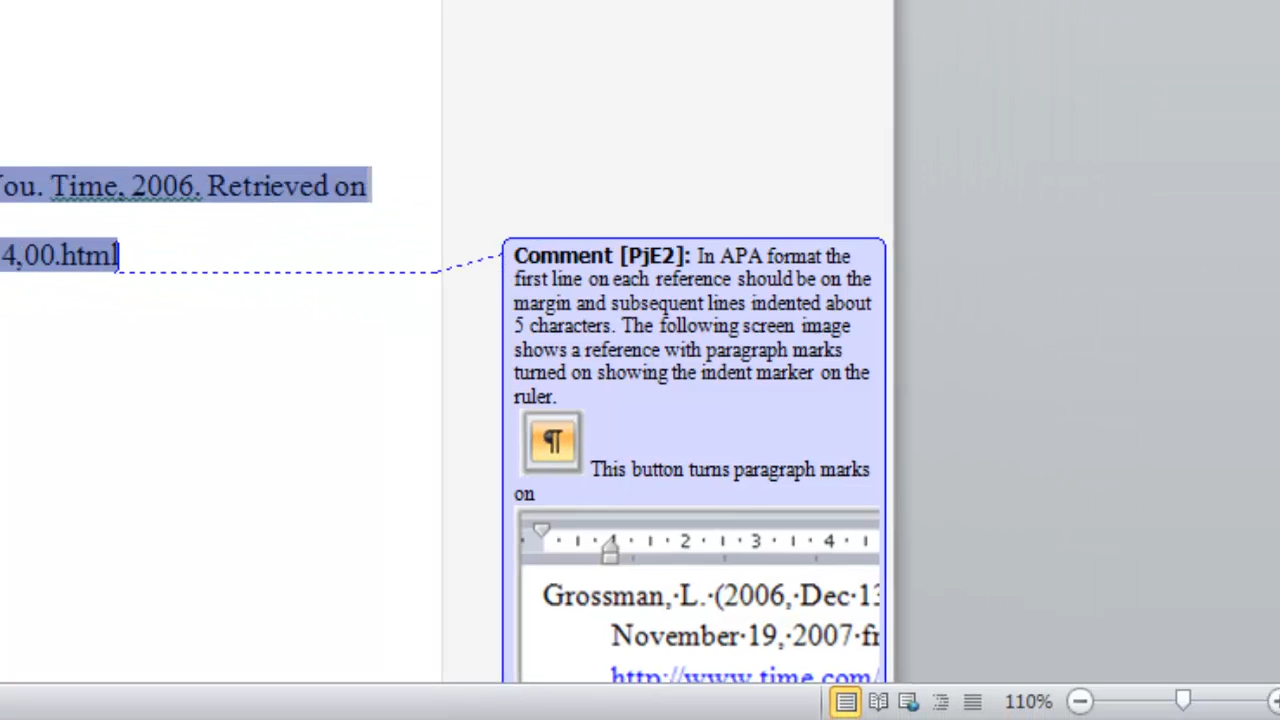 You. Time, 2006. Retrieved on
4,00.html
Comment [PjE2]: In APA format the
first line on each reference should be on the
margin and subsequent lines indented about
5 characters. The following screen image
shows a reference with paragraph marks
turned on showing the indent marker on the
ruler.
¶ This button turns paragraph marks
on
1 2 3 4
Grossman,·L.·(2006,·Dec·13
November·19,·2007·fr
http://www.time.com/
110%